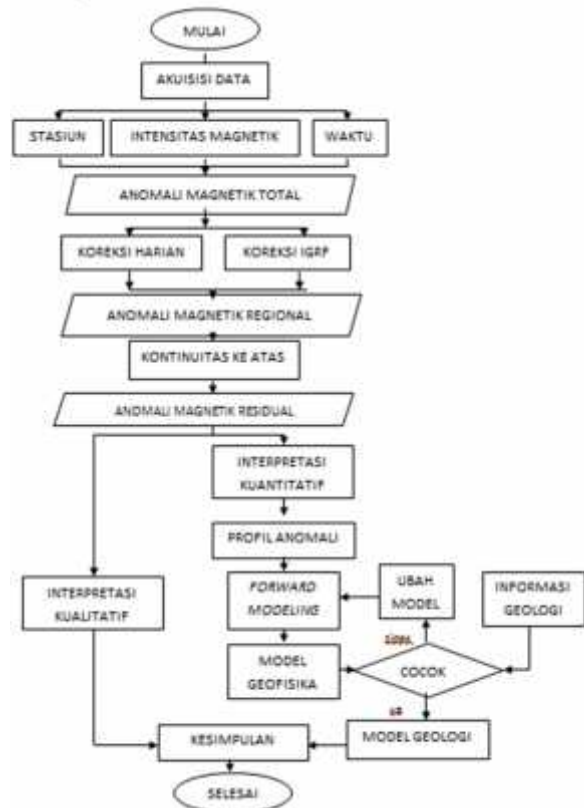 MULAI
AKUISISI DATA
STASIUN
INTENSITAS MAGNETIK
WAKTU
ANOMALI MAGNETIK TOTAL
KOREKSI HARIAN
KOREKSI IGRF
ANOMALI MAGNETIK REGIONAL
KONTINUITAS KE ATAS
ANOMALI MAGNETIK RESIDUAL
INTERPRETASI
KUANTITATIF
PROFIL ANOMALI
INTERPRETASI
KUALITATIF
FORWARD
MODELING
UBAH
MODEL
INFORMASI
GEOLOGI
MODEL
GEOFISIKA
COCOK
MODEL GEOLOGI
KESIMPULAN
SELESAI